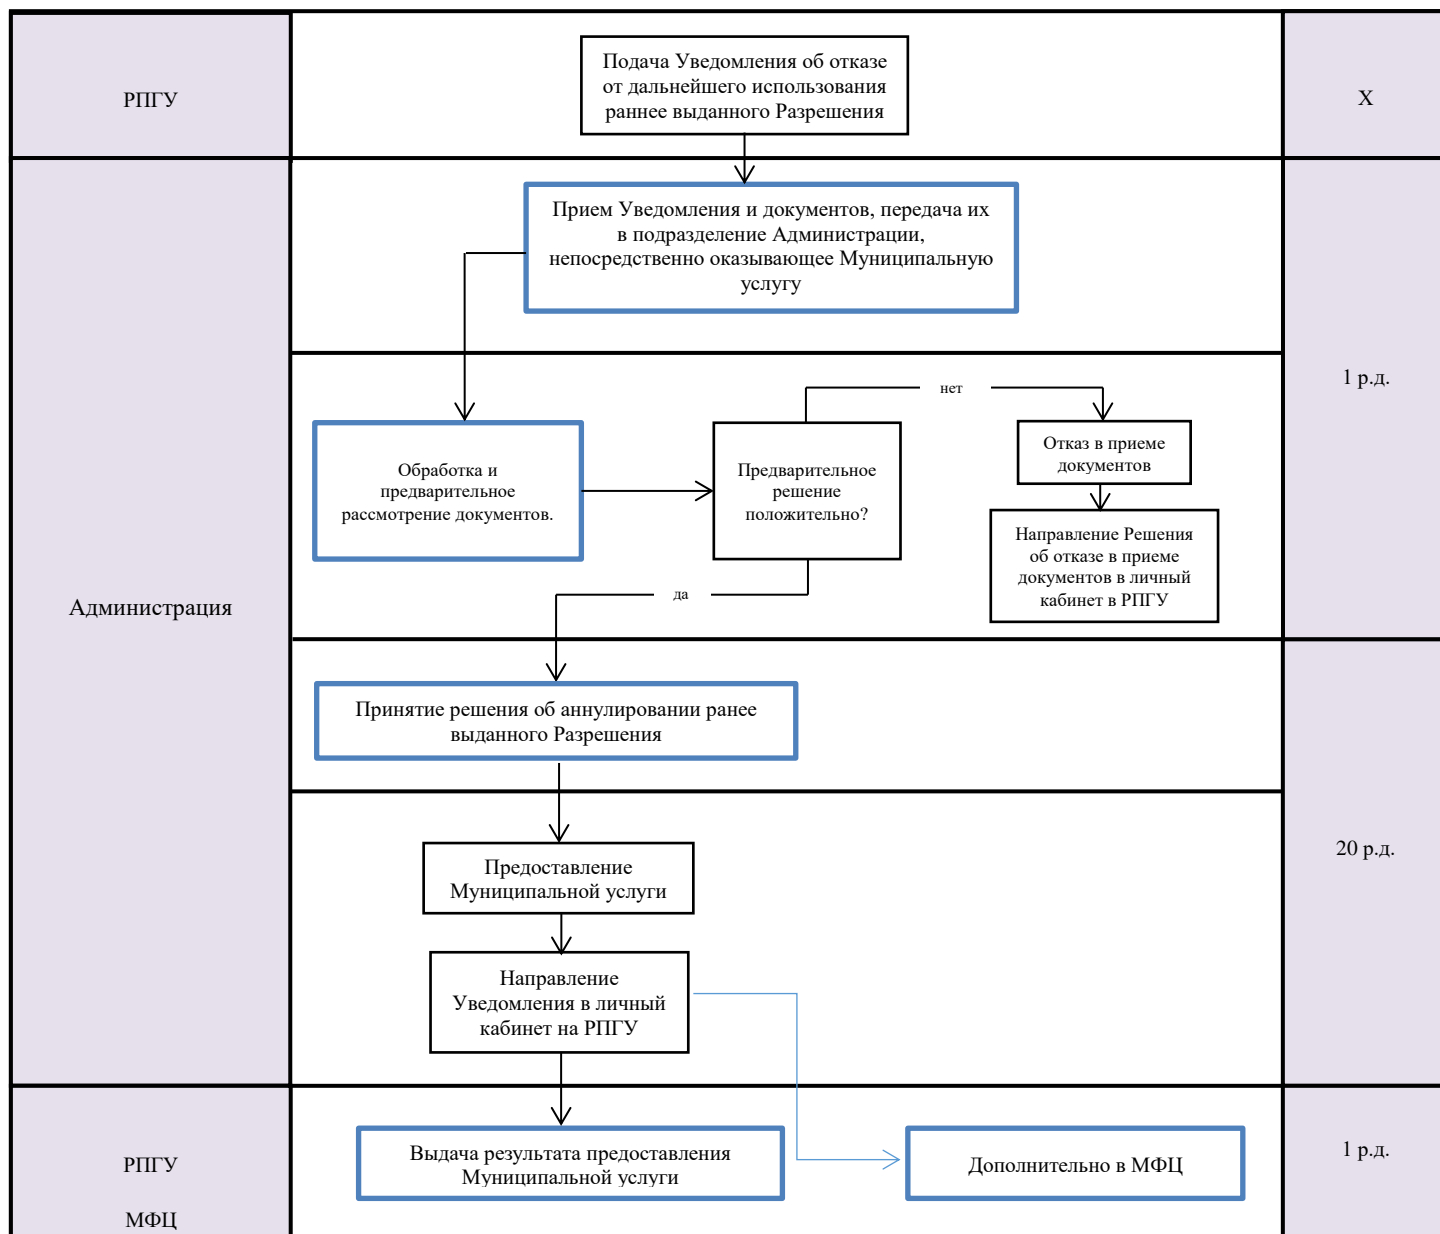 РПГУ
Подача Уведомления об отказе
от дальнейшего использования
раннее выданного Разрешения
X
Прием Уведомления и документов, передача их
в подразделение Администрации,
непосредственно оказывающее Муниципальную
услугу
1 р.д.
нет
Обработка и
предварительное
рассмотрение документов.
Предварительное
решение
положительно?
Отказ в приеме
документов
Направление Решения
об отказе в приеме
документов в личный
кабинет в РПГУ
да
Администрация
Принятие решения об аннулировании ранее
выданного Разрешения
20 р.д.
Предоставление
Муниципальной услуги
Направление
Уведомления в личный
кабинет на РПГУ
РПГУ
МФЦ
Выдача результата предоставления
Муниципальной услуги
Дополнительно в МФЦ
1 р.д.